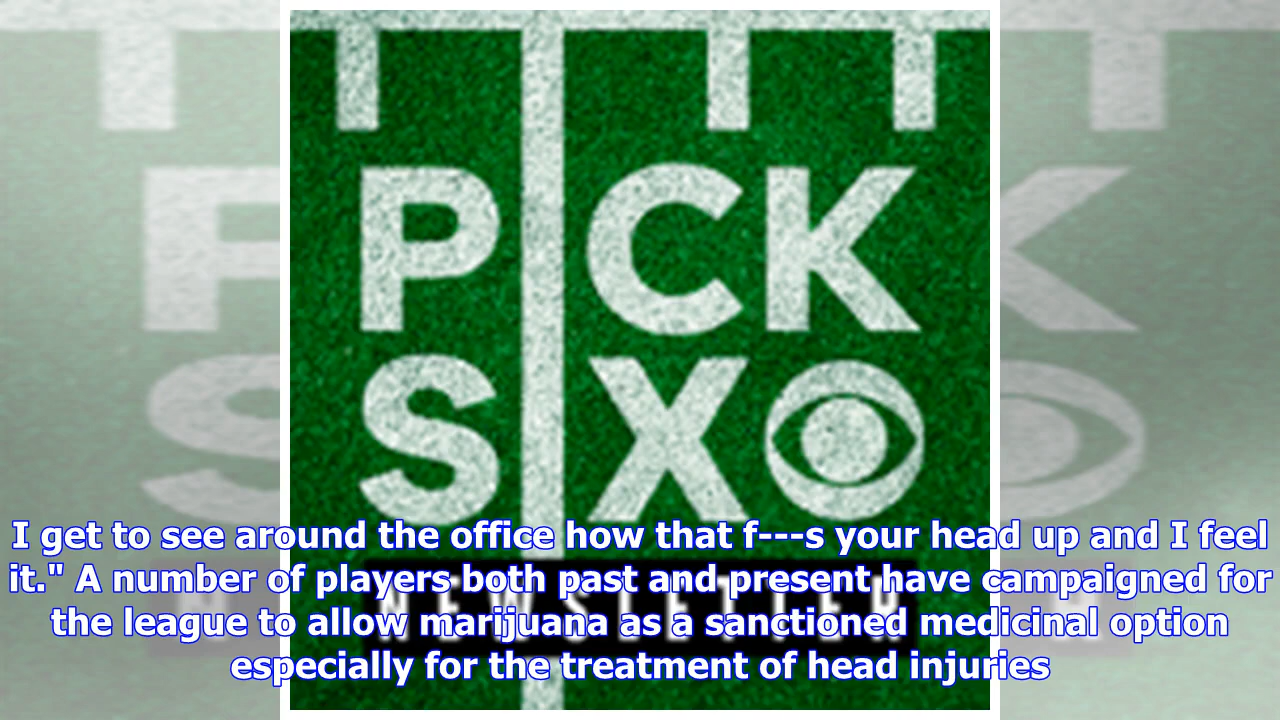 P CK
S X
NEWSLETTER
I get to see around the office how that f---s your head up and I feel
it." A number of players both past and present have campaigned for
the league to allow marijuana as a sanctioned medicinal option
especially for the treatment of head injuries